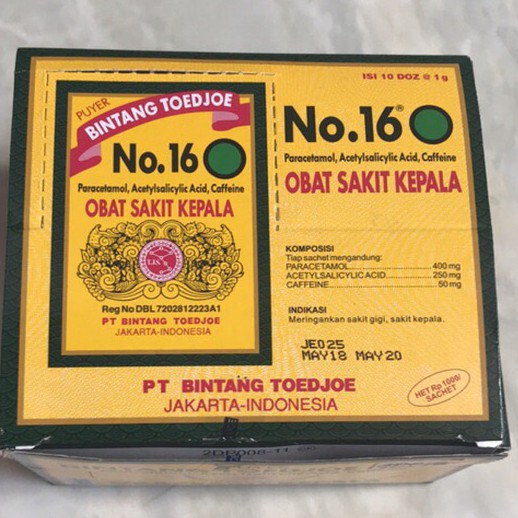 PUYER
BINTANG TOEDJOE
No.16
Paracetamol, Acetylsalicylic Acid, Caffeine
OBAT SAKIT KEPALA
TJS
Reg No DBL7202812223A1
PT BINTANG TOEDJOE
JAKARTA-INDONESIA
ISI 10 DOZ @ 1g
No.16®
Paracetamol, Acetylsalicylic Acid, Caffeine
OBAT SAKIT KEPALA
KOMPOSISI
Tiap sachet mengandung:
PARACETAMOL 400 mg
ACETYLSALICYLIC ACID 250 mg
CAFFEINE 50 mg
INDIKASI
Meringankan sakit gigi, sakit kepala.
JE025
MAY18 MAY20
PT BINTANG TOEDJOE
JAKARTA-INDONESIA
HET Rp 1000/
SACHET